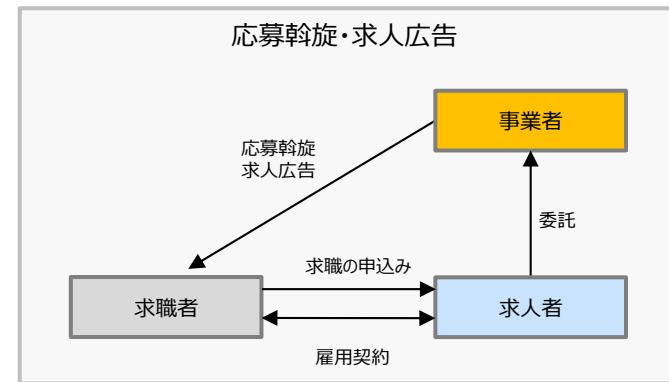 応募斡旋・求人広告
事業者
応募斡旋
求人広告
委託
求職の申込み
求職者
求人者
雇用契約